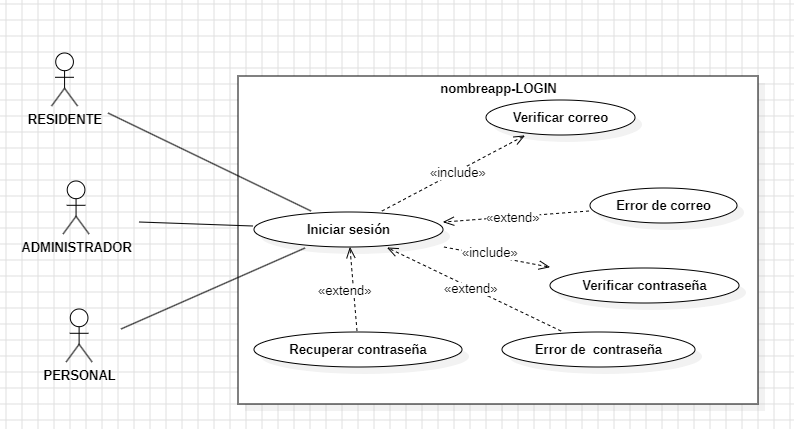 nombreapp-LOGIN
RESIDENTE
Verificar correo
«include»
Error de correo
«extend»
ADMINISTRADOR
Iniciar sesión
«include»
Verificar contraseña
«extend»
«extend»
Recuperar contraseña
Error de  contraseña
PERSONAL